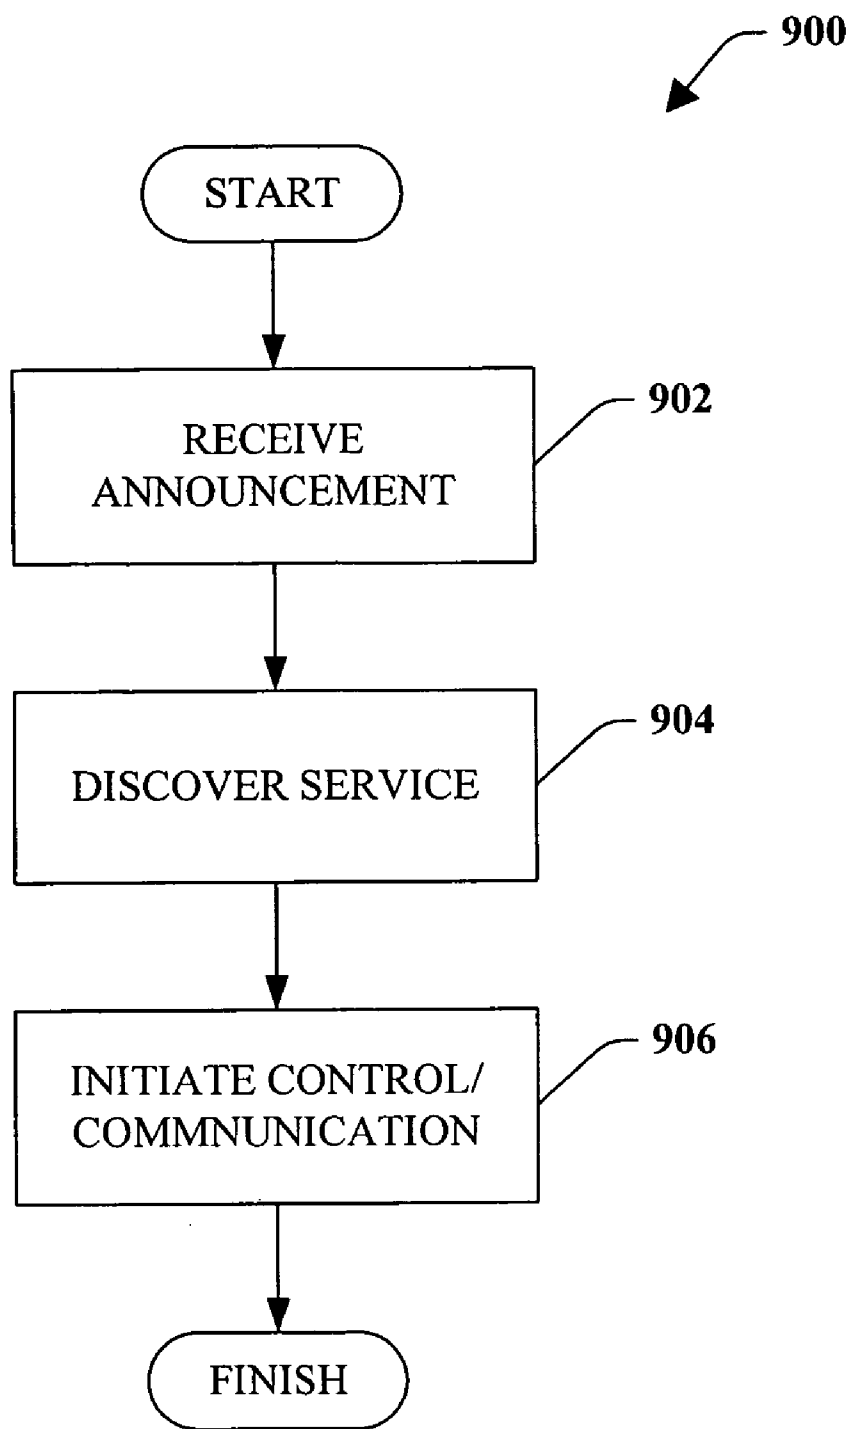 900
START
RECEIVE
ANNOUNCEMENT
902
DISCOVER SERVICE
904
INITIATE CONTROL/
COMMNUNICATION
906
FINISH